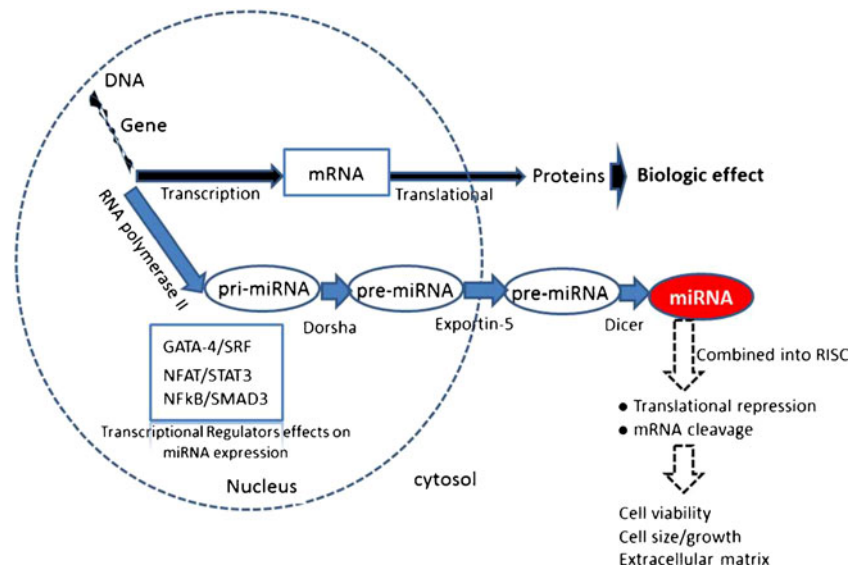 DNA
Gene
mRNA
Transcription
Translational
Proteins
Biologic effect
RNA polymerase II
pri-miRNA
Dorsha
pre-miRNA
Exportin-5
pre-miRNA
Dicer
miRNA
Combined into RISC
GATA-4/SRF
NFAT/STAT3
NFkB/SMAD3
Transcriptional Regulators effects on
miRNA expression
● Translational repression
● mRNA cleavage
Nucleus
cytosol
Cell viability
Cell size/growth
Extracellular matrix